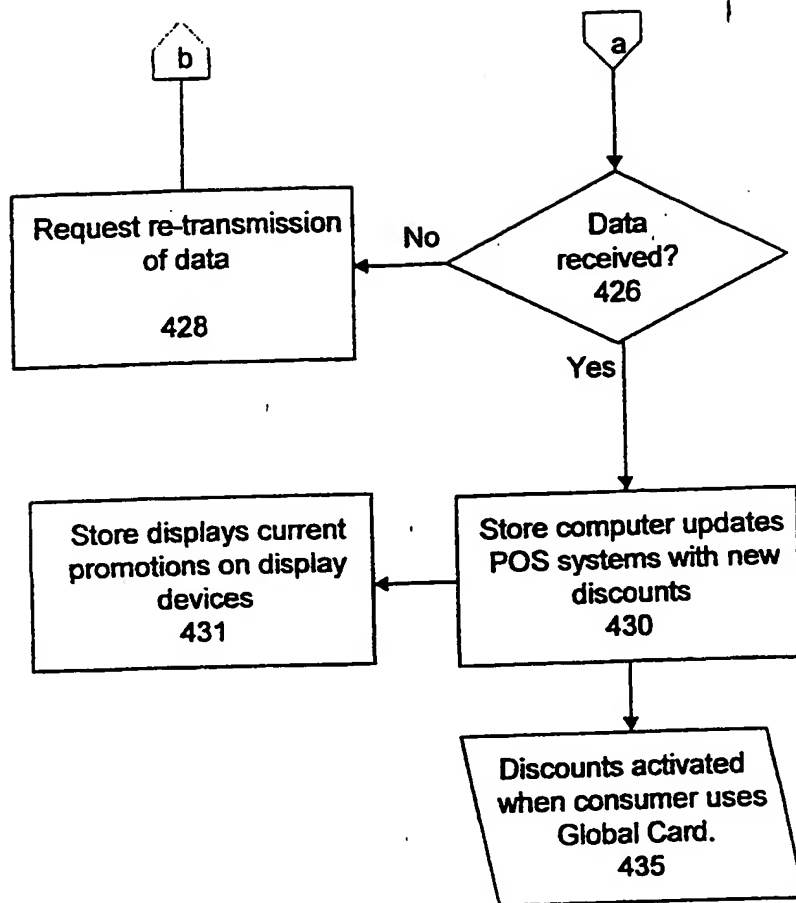 b
a
Request re-transmission
of data
428
No
Data
received?
426
Yes
Store displays current
promotions on display
devices
431
Store computer updates
POS systems with new
discounts
430
Discounts activated
when consumer uses
Global Card.
435